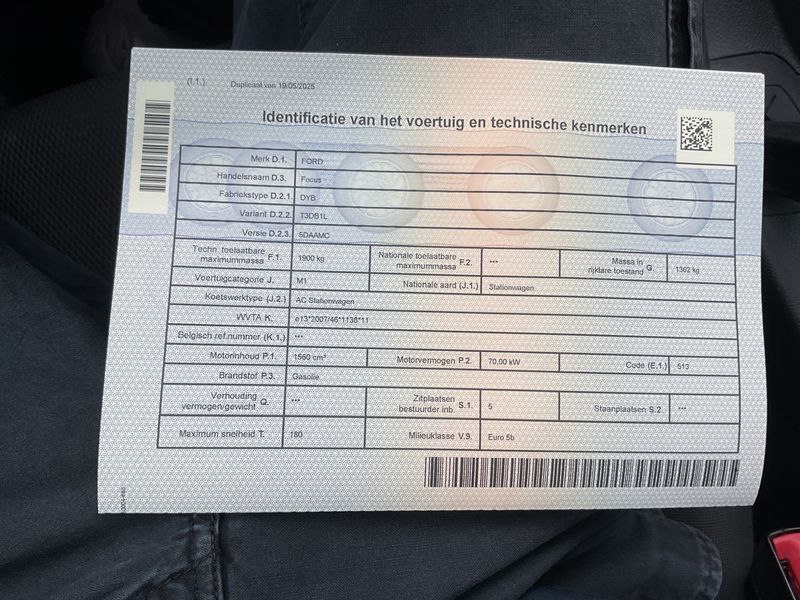 (I.1.) Duplicaat van 19/05/2025
Identificatie van het voertuig en technische kenmerken
Merk D.1. FORD
Handelsnaam D.3. Focus
Fabriekstype D.2.1. DYB
Variant D.2.2. T3DB1L
Versie D.2.3. 5DAAMC
Techn. toelaatbare maximummassa F.1. 1900 kg Nationale toelaatbare maximummassa F.2. *** Massa in rijklare toestand G. 1362 kg
Voertuigcategorie J. M1 Nationale aard (J.1.) Stationwagen
Koetswerktype (J.2.) AC Stationwagen
WVTA K. e13*2007/46*1138*11
Belgisch ref.nummer (K.1.) ***
Motorinhoud P.1. 1560 cm³ Motorvermogen P.2. 70,00 kW Code (E.1.) 513
Brandstof P.3. Gasolie
Verhouding vermogen/gewicht Q. *** Zitplaatsen bestuurder inb. S.1. 5 Staanplaatsen S.2. ***
Maximum snelheid T. 180 Milieuklasse V.9. Euro 5b